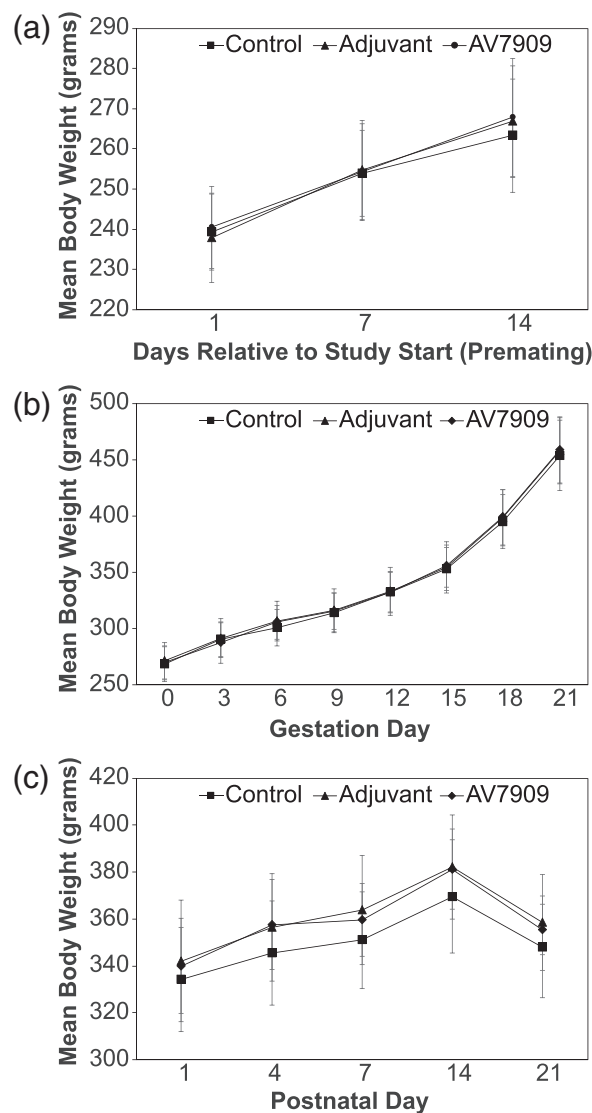 (a)
Mean Body Weight (grams)
290
280
270
260
250
240
230
220
Control Adjuvant AV7909
1 7 14
Days Relative to Study Start (Premating)
(b)
Mean Body Weight (grams)
500
450
400
350
300
250
Control Adjuvant AV7909
0 3 6 9 12 15 18 21
Gestation Day
(c)
Mean Body Weight (grams)
420
400
380
360
340
320
300
Control Adjuvant AV7909
1 4 7 14 21
Postnatal Day